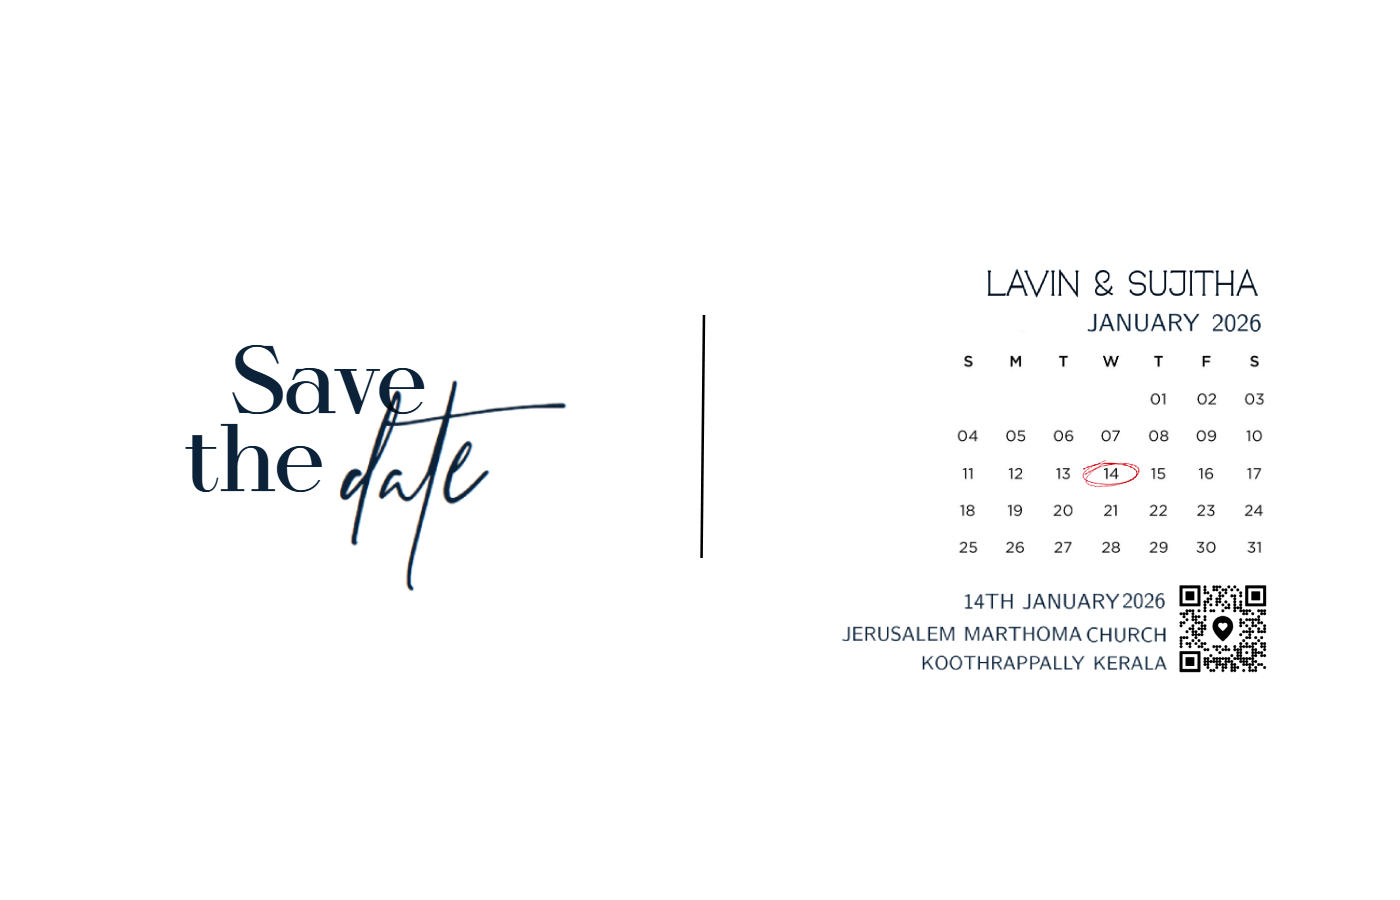 Save
the date
LAVIN & SUJITHA
JANUARY 2026
S M T W T F S
01 02 03
04 05 06 07 08 09 10
11 12 13 14 15 16 17
18 19 20 21 22 23 24
25 26 27 28 29 30 31
14TH JANUARY 2026
JERUSALEM MARTHOMA CHURCH
KOOTHRAPPALLY KERALA